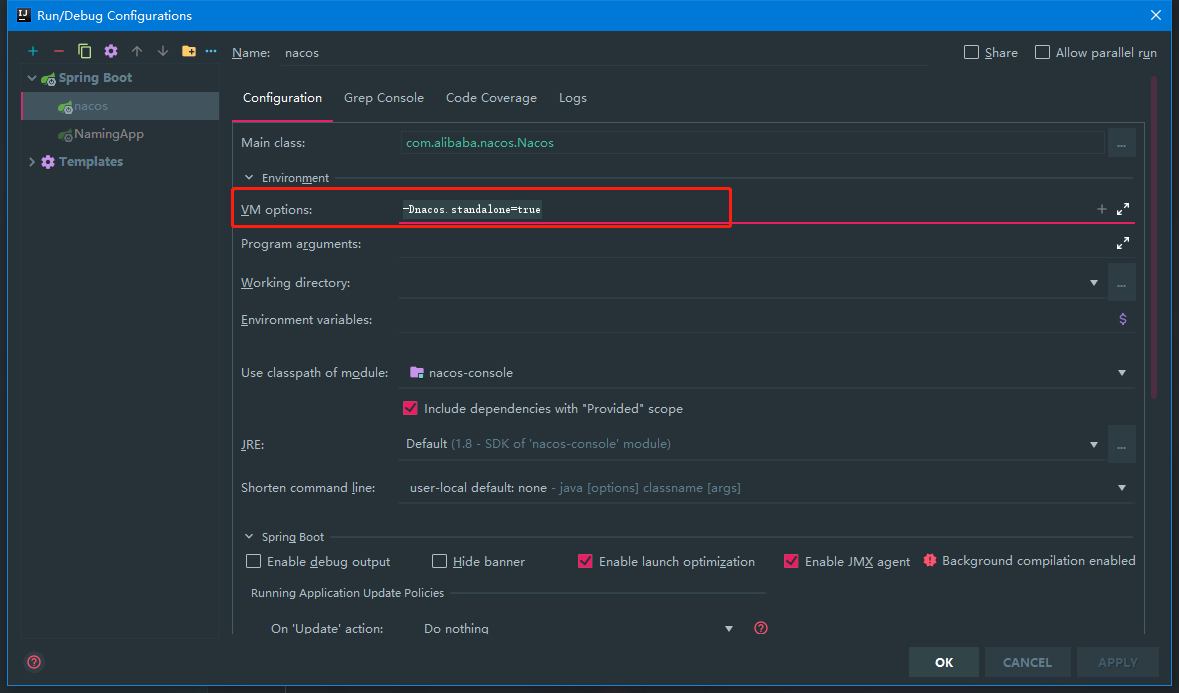 Run/Debug Configurations
Name: nacos
Share
Allow parallel run
Spring Boot
nacos
NamingApp
Templates
Configuration Grep Console Code Coverage Logs
Main class: com.alibaba.nacos.Nacos ...
Environment
VM options: -Dnacos.standalone=true
Program arguments:
Working directory: ...
Environment variables: $
Use classpath of module: nacos-console
Include dependencies with "Provided" scope
JRE: Default (1.8 - SDK of 'nacos-console' module) ...
Shorten command line: user-local default: none - java [options] classname [args]
Spring Boot
Enable debug output Hide banner Enable launch optimization Enable JMX agent Background compilation enabled
Running Application Update Policies
On 'Update' action: Do nothing ?
? OK CANCEL APPLY